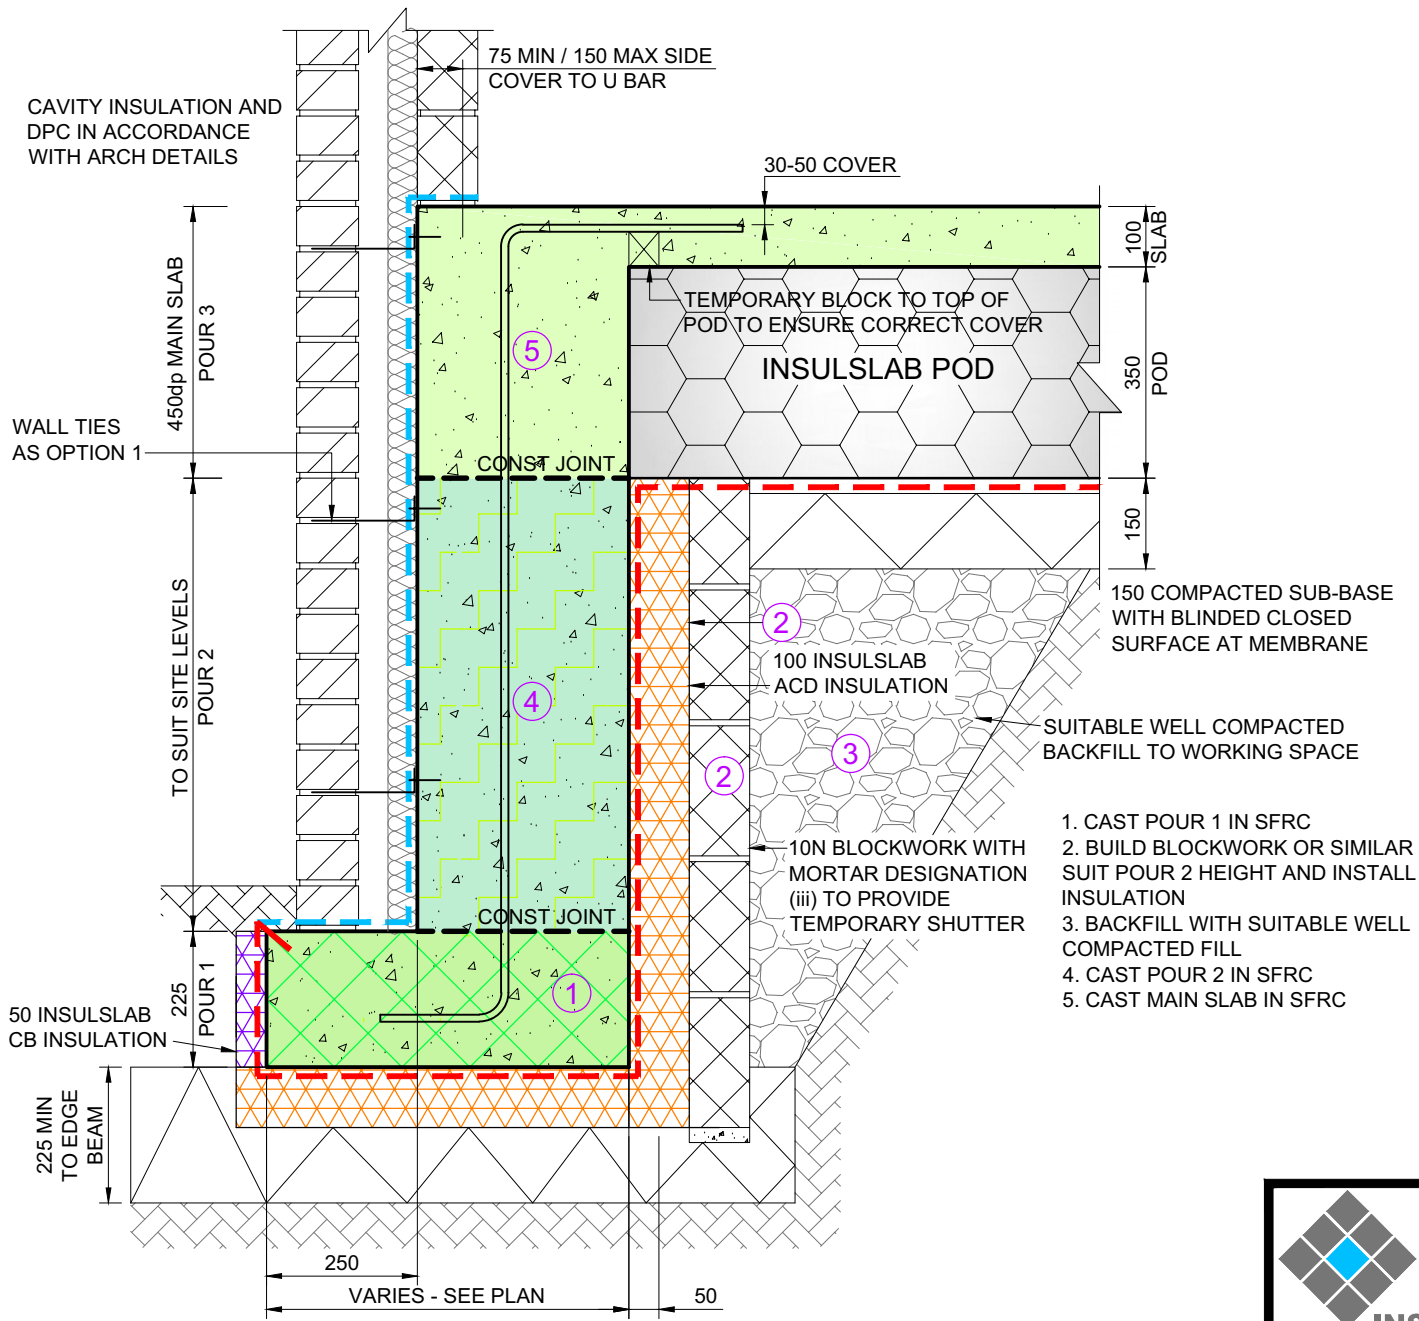 75 MIN / 150 MAX SIDE
COVER TO U BAR
CAVITY INSULATION AND
DPC IN ACCORDANCE
WITH ARCH DETAILS
30-50 COVER
100
SLAB
450dp MAIN SLAB
POUR 3
TEMPORARY BLOCK TO TOP OF
POD TO ENSURE CORRECT COVER
5
INSULSLAB POD
350
POD
WALL TIES
AS OPTION 1
CONST JOINT
150
TO SUIT SITE LEVELS
POUR 2
2
150 COMPACTED SUB-BASE
WITH BLINDED CLOSED
SURFACE AT MEMBRANE
100 INSULSLAB
ACD INSULATION
4
SUITABLE WELL COMPACTED
BACKFILL TO WORKING SPACE
3
2
10N BLOCKWORK WITH
MORTAR DESIGNATION
(iii) TO PROVIDE
TEMPORARY SHUTTER
1. CAST POUR 1 IN SFRC
2. BUILD BLOCKWORK OR SIMILAR
SUIT POUR 2 HEIGHT AND INSTALL
INSULATION
3. BACKFILL WITH SUITABLE WELL
COMPACTED FILL
4. CAST POUR 2 IN SFRC
5. CAST MAIN SLAB IN SFRC
CONST JOINT
225
POUR 1
1
50 INSULSLAB
CB INSULATION
225 MIN
TO EDGE
BEAM
250
VARIES - SEE PLAN
50